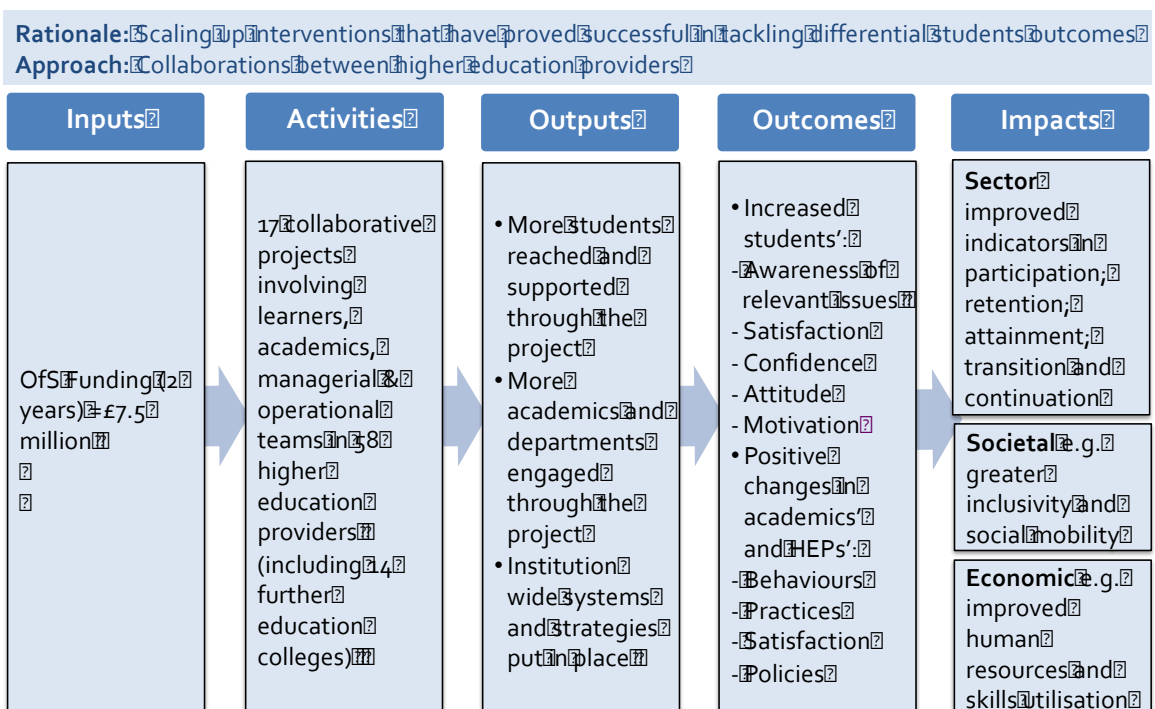 Rationale: Scaling up interventions that have proved successful in tackling differential students outcomes
Approach: Collaborations between higher education providers
Inputs
Activities
Outputs
Outcomes
Impacts
OfS Funding (2
years) =£7.5
million
17 collaborative
projects
involving
learners,
academics,
managerial &
operational
teams in 58
higher
education
providers
(including 14
further
education
colleges)
• More students
reached and
supported
through the
project
• More
academics and
departments
engaged
through the
project
• Institution
wide systems
and strategies
put in place
• Increased
students':
- Awareness of
relevant issues
- Satisfaction
- Confidence
- Attitude
- Motivation
• Positive
changes in
academics'
and HEPs':
- Behaviours
- Practices
- Satisfaction
- Policies
Sector
improved
indicators in
participation;
retention;
attainment;
transition and
continuation
Societal e.g.
greater
inclusivity and
social mobility
Economic e.g.
improved
human
resources and
skills utilisation